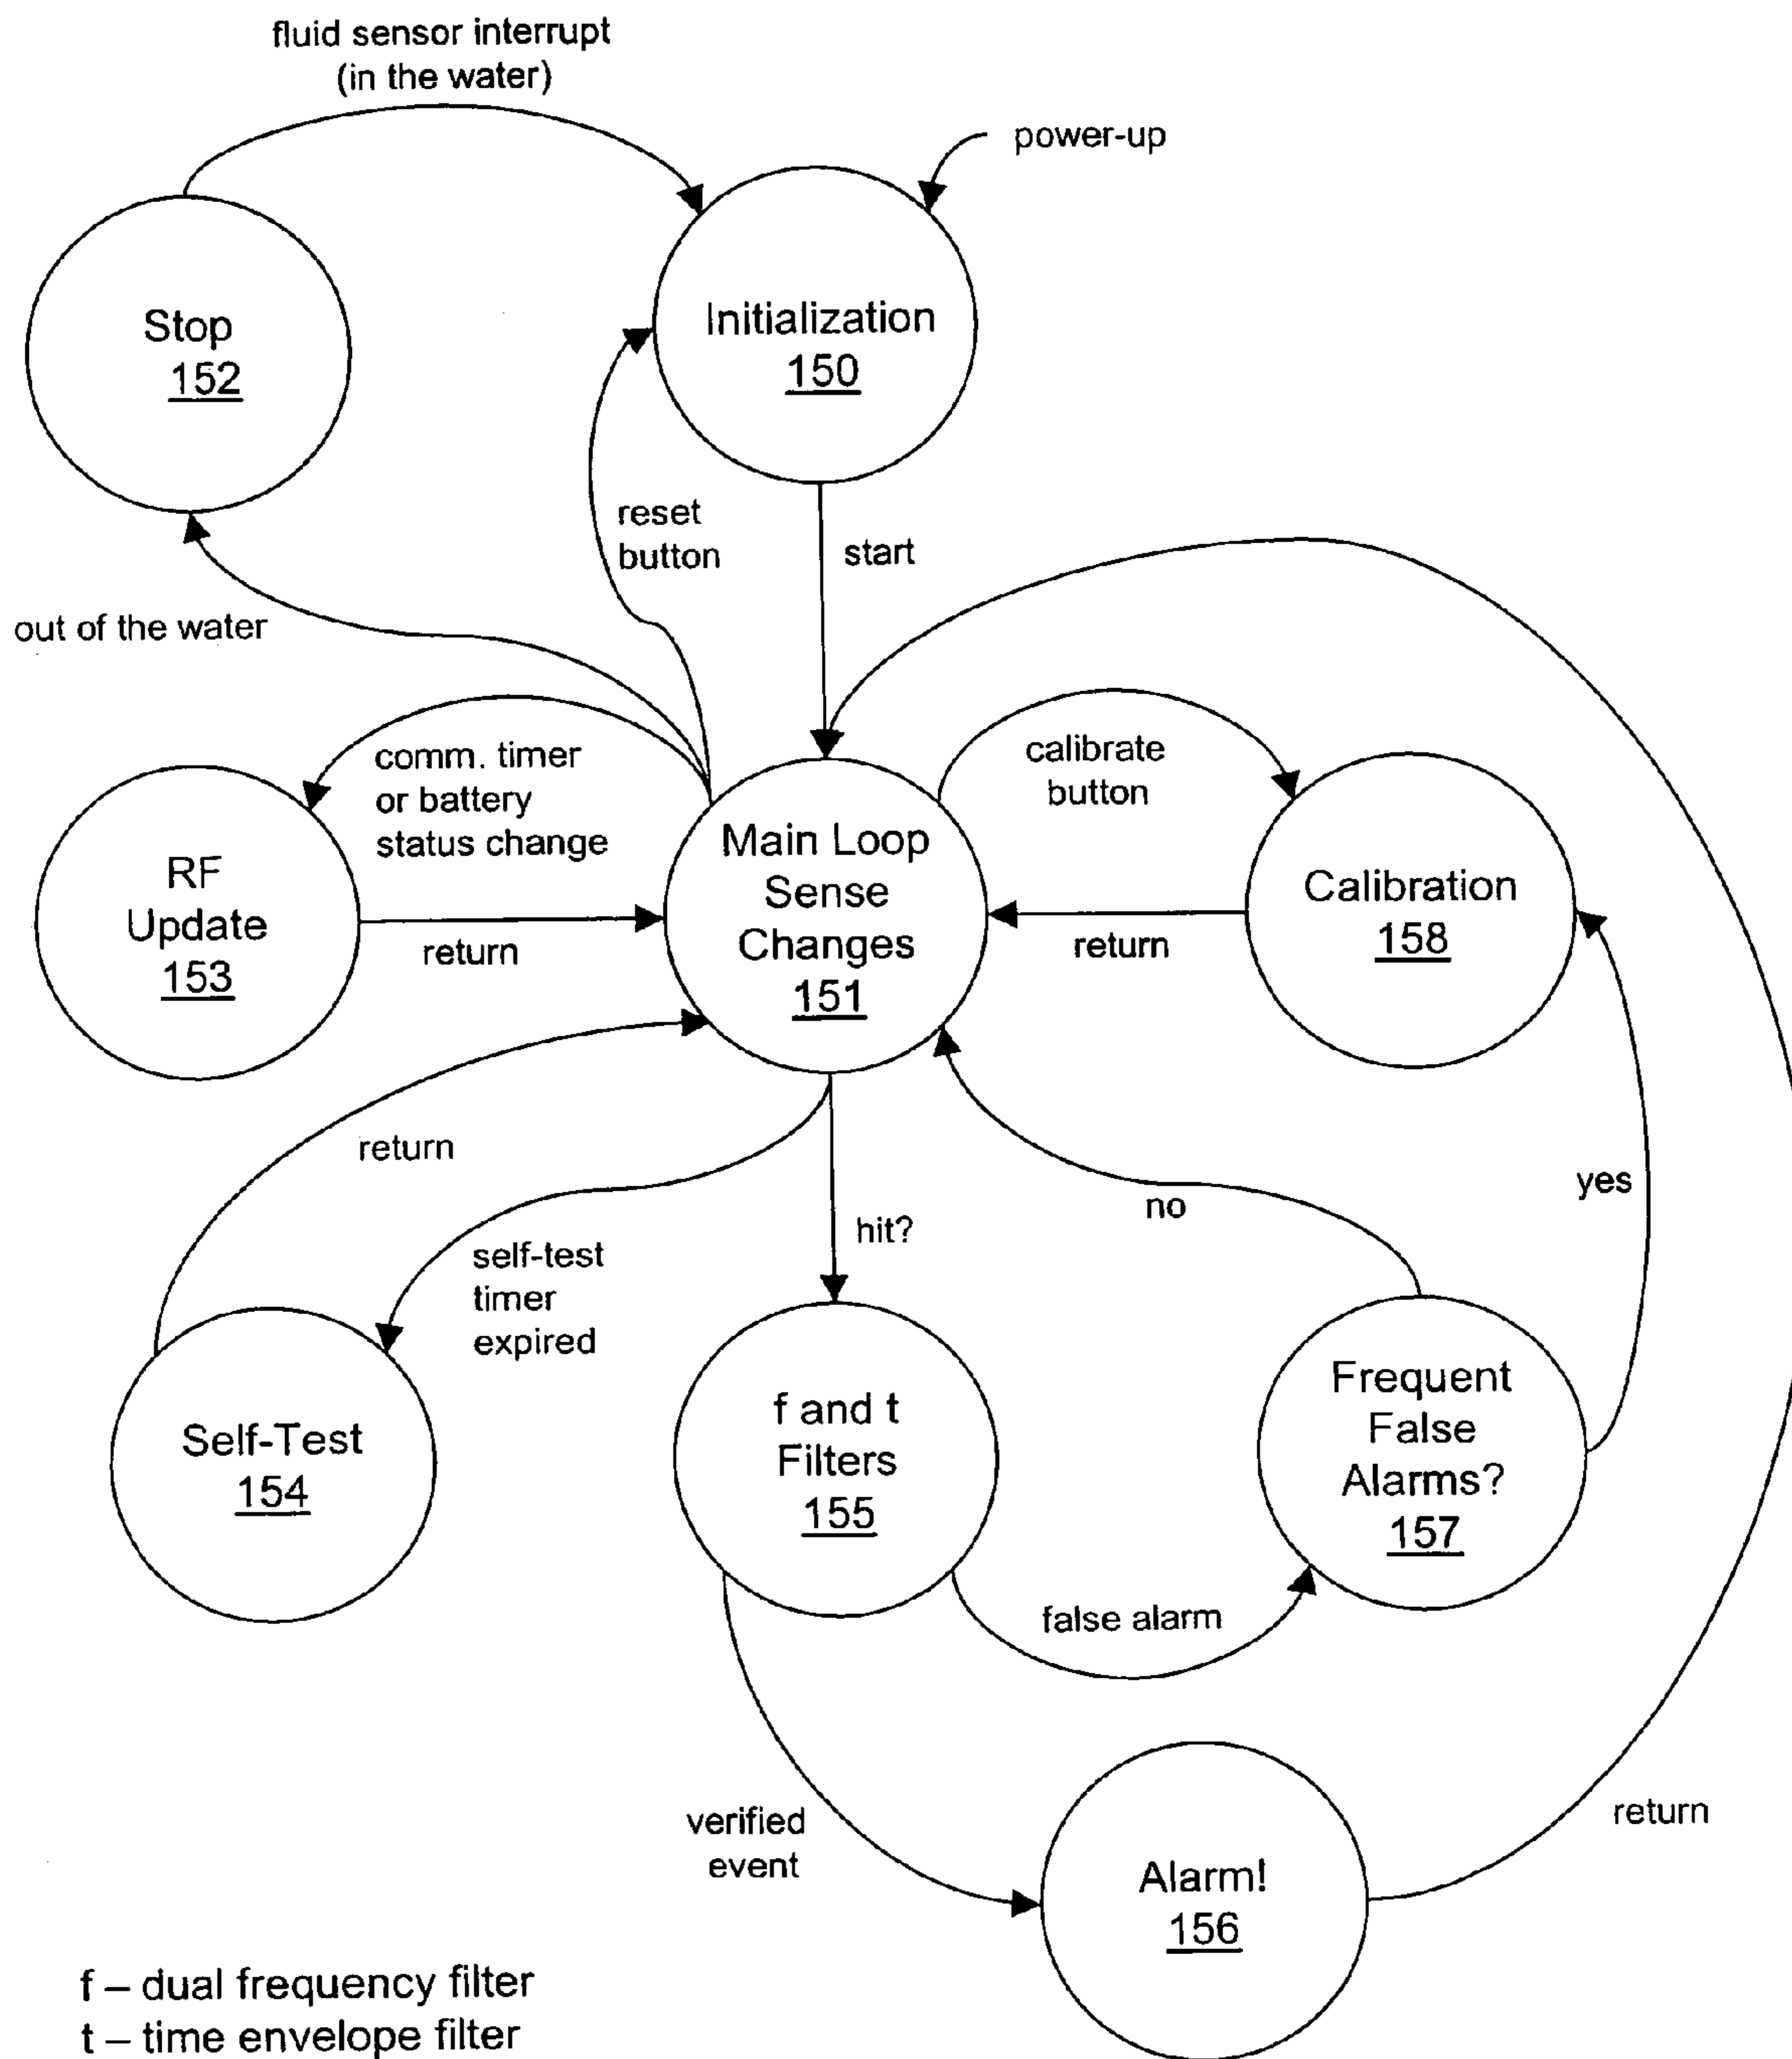 fluid sensor interrupt
(in the water)
power-up
Stop
152
Initialization
150
reset
button
start
out of the water
comm. timer
or battery
status change
calibrate
button
RF
Update
153
Main Loop
Sense
Changes
151
Calibration
158
return
return
return
no
yes
hit?
self-test
timer
expired
Self-Test
154
f and t
Filters
155
Frequent
False
Alarms?
157
false alarm
verified
event
return
Alarm!
156
f – dual frequency filter
t – time envelope filter